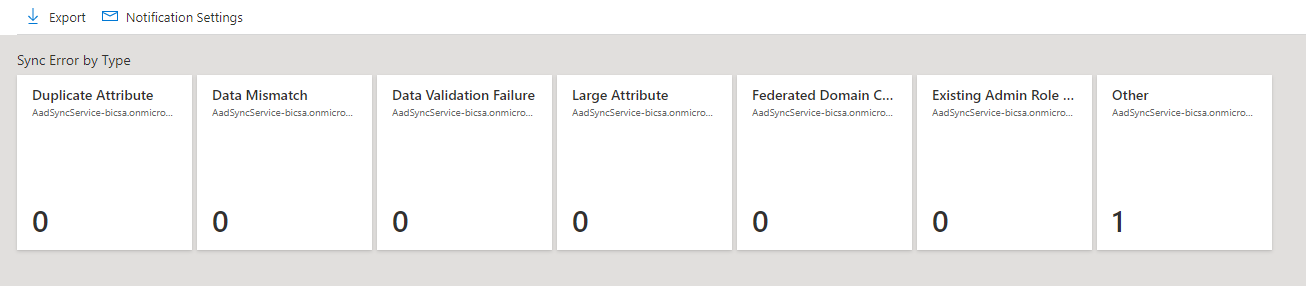 Export Notification Settings
Sync Error by Type
Duplicate Attribute
AadSyncService-bicsa.onmicro...
0
Data Mismatch
AadSyncService-bicsa.onmicro...
0
Data Validation Failure
AadSyncService-bicsa.onmicro...
0
Large Attribute
AadSyncService-bicsa.onmicro...
0
Federated Domain C...
AadSyncService-bicsa.onmicro...
0
Existing Admin Role ...
AadSyncService-bicsa.onmicro...
0
Other
AadSyncService-bicsa.onmicro...
1